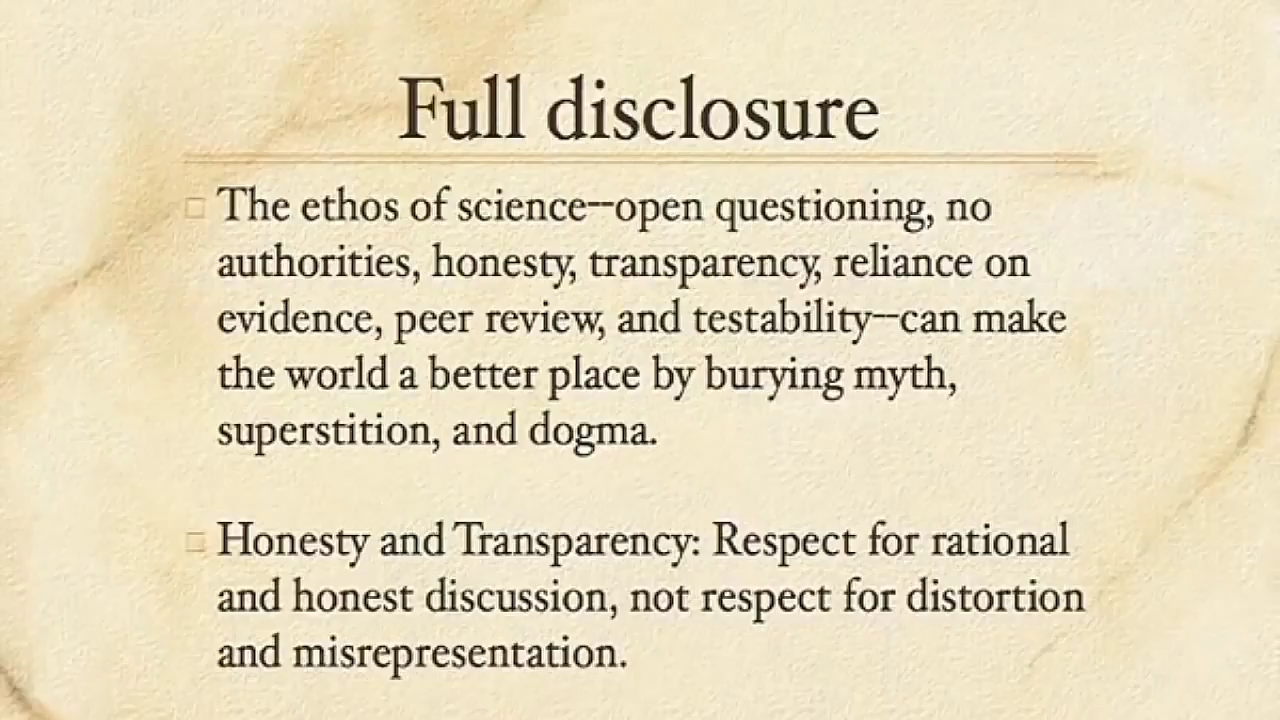 Full disclosure
The ethos of science--open questioning, no
authorities, honesty, transparency, reliance on
evidence, peer review, and testability--can make
the world a better place by burying myth,
superstition, and dogma.
Honesty and Transparency: Respect for rational
and honest discussion, not respect for distortion
and misrepresentation.